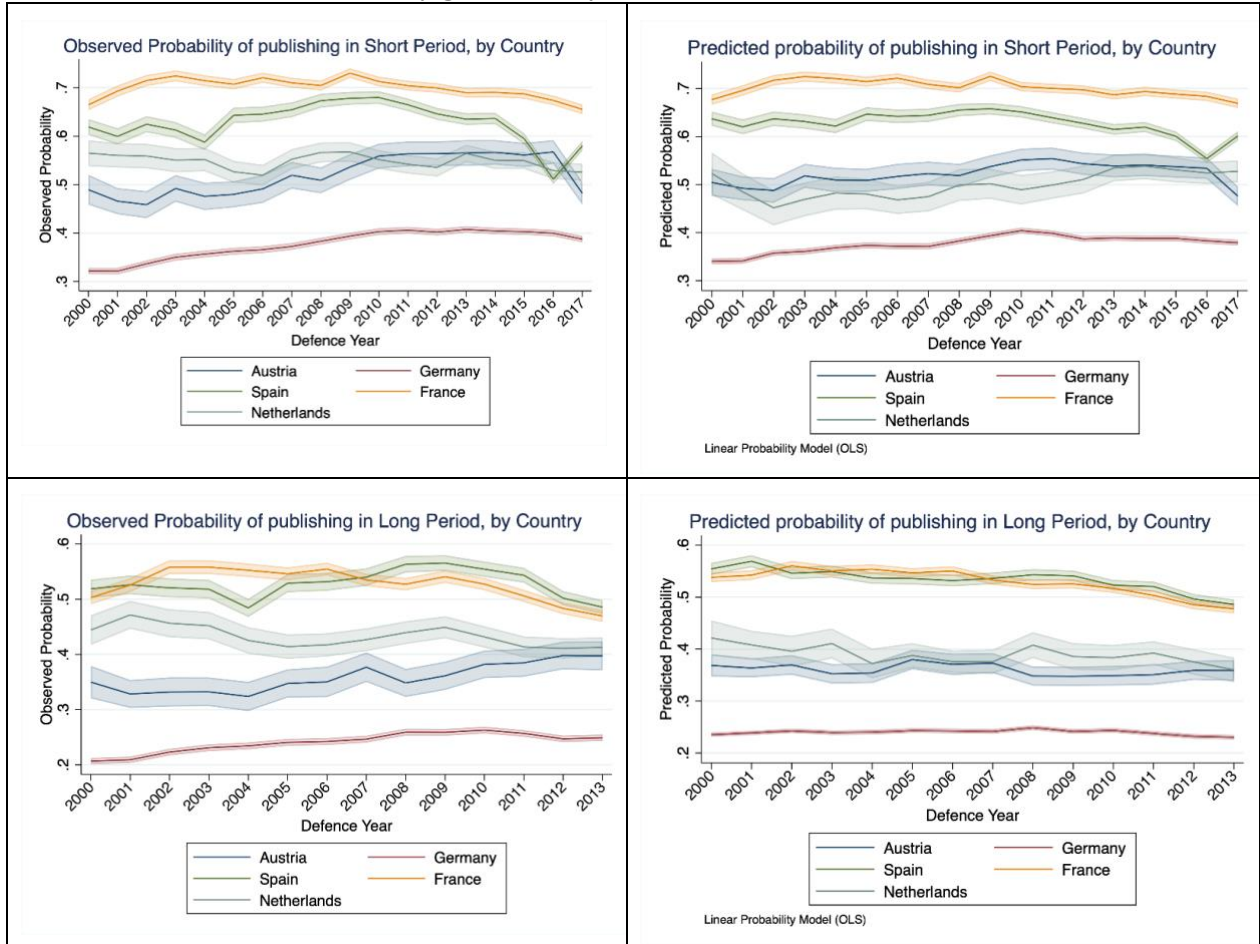 Observed Probability of publishing in Short Period, by Country
Observed Probability
.7
.6
.5
.4
.3
2000 2001 2002 2003 2004 2005 2006 2007 2008 2009 2010 2011 2012 2013 2014 2015 2016 2017
Defence Year
Austria Germany
Spain France
Netherlands
Predicted probability of publishing in Short Period, by Country
Predicted Probability
.7
.6
.5
.4
.3
2000 2001 2002 2003 2004 2005 2006 2007 2008 2009 2010 2011 2012 2013 2014 2015 2016 2017
Defence Year
Austria Germany
Spain France
Netherlands
Linear Probability Model (OLS)
Observed Probability of publishing in Long Period, by Country
Observed Probability
.6
.5
.4
.3
.2
2000 2001 2002 2003 2004 2005 2006 2007 2008 2009 2010 2011 2012 2013
Defence Year
Austria Germany
Spain France
Netherlands
Predicted probability of publishing in Long Period, by Country
Predicted Probability
.6
.5
.4
.3
.2
2000 2001 2002 2003 2004 2005 2006 2007 2008 2009 2010 2011 2012 2013
Defence Year
Austria Germany
Spain France
Netherlands
Linear Probability Model (OLS)